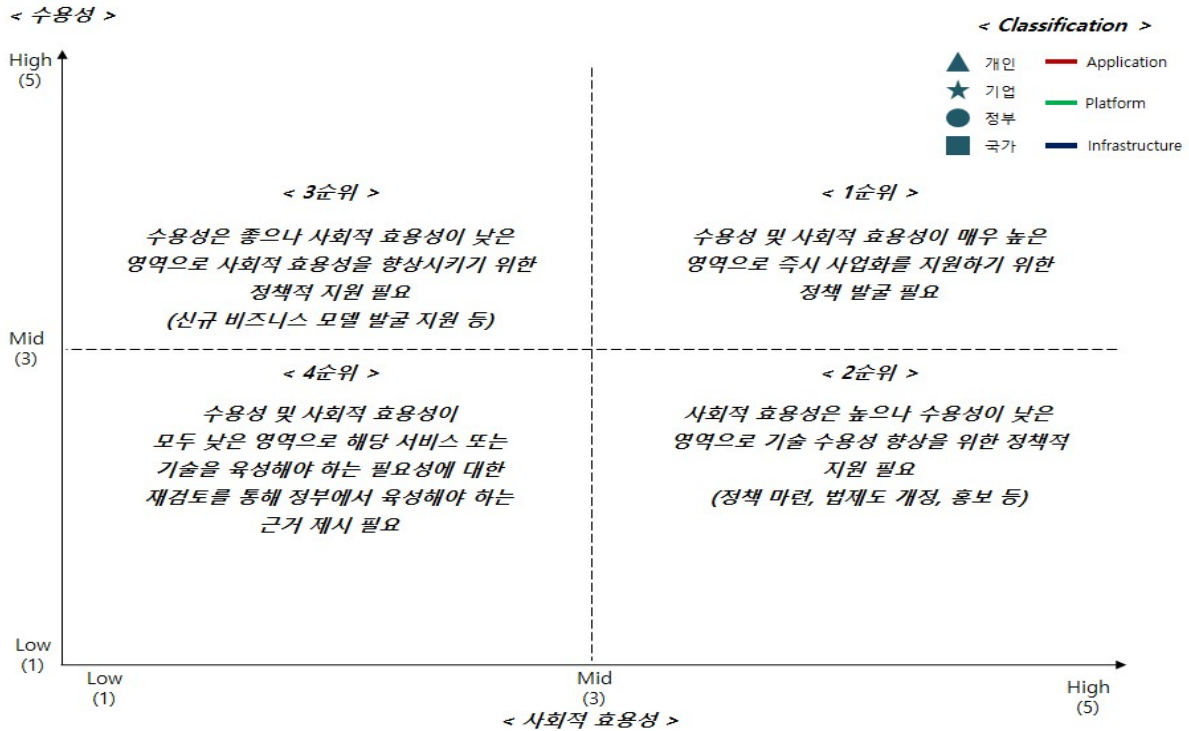 < 수용성 >
< Classification >
High
(5)
개인
Application
기업
Platform
정부
국가
Infrastructure
< 3순위 >
수용성은 좋으나 사회적 효용성이 낮은
영역으로 사회적 효용성을 향상시키기 위한
정책적 지원 필요
(신규 비즈니스 모델 발굴 지원 등)
< 1순위 >
수용성 및 사회적 효용성이 매우 높은
영역으로 즉시 사업화를 지원하기 위한
정책 발굴 필요
Mid
(3)
< 4순위 >
수용성 및 사회적 효용성이
모두 낮은 영역으로 해당 서비스 또는
기술을 육성해야 하는 필요성에 대한
재검토를 통해 정부에서 육성해야 하는
근거 제시 필요
< 2순위 >
사회적 효용성은 높으나 수용성이 낮은
영역으로 기술 수용성 향상을 위한 정책적
지원 필요
(정책 마련, 법제도 개정, 홍보 등)
Low
(1)
Low
(1)
Mid
(3)
High
(5)
< 사회적 효용성 >